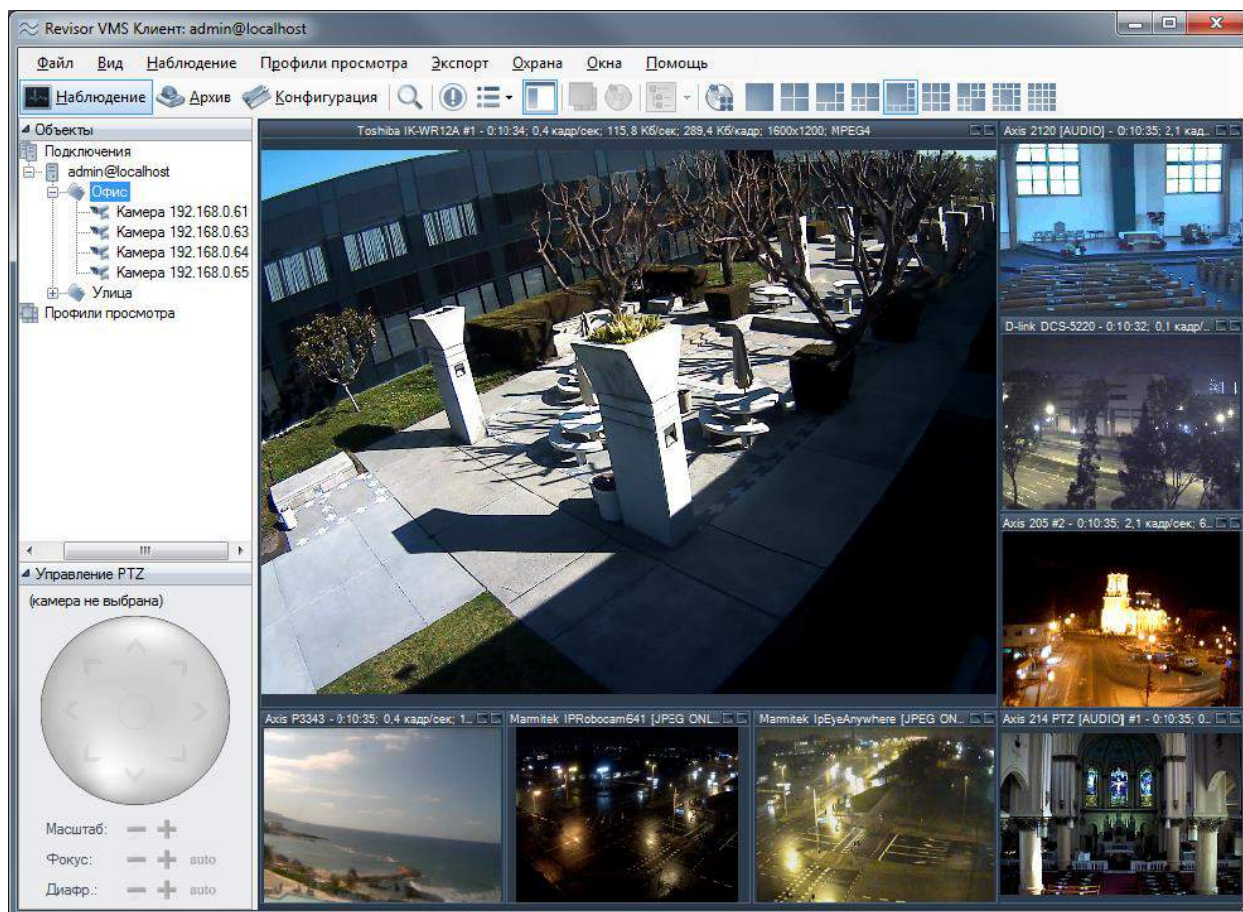 Revisor VMS Клиент: admin@localhost
Файл Вид Наблюдение Профили просмотра Экспорт Охрана Окна Помощь
Наблюдение Архив Конфигурация
Объекты
Подключения
admin@localhost
Офис
Камера 192.168.0.61
Камера 192.168.0.63
Камера 192.168.0.64
Камера 192.168.0.65
Улица
Профили просмотра
Управление PTZ
(камера не выбрана)
Масштаб:
Фокус: auto
Диафр.: auto
Toshiba IK-WR12A #1 - 0:10:34; 0,4 кадр/сек; 115,8 Кб/сек; 289,4 Кб/кадр; 1600x1200; MPEG4
Axis 2120 [AUDIO] - 0:10:35; 2,1 кад...
D-link DCS-5220 - 0:10:32; 0,1 кадр/...
Axis 205 #2 - 0:10:35; 2,1 кадр/сек; 6...
Axis P3343 - 0:10:35; 0,4 кадр/сек; 1...
Marmitek IPRobocam641 [JPEG ONL...
Marmitek IpEyeAnywhere [JPEG ON...
Axis 214 PTZ [AUDIO] #1 - 0:10:35; 0...